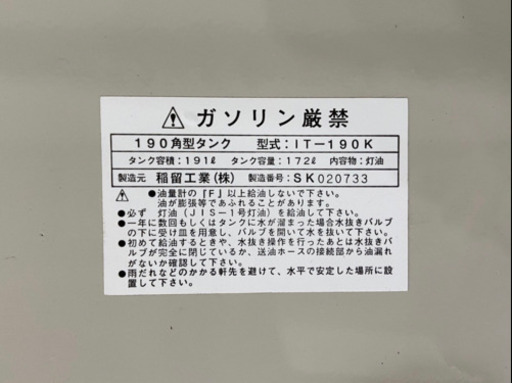 ⚠ ガソリン厳禁
190角型タンク 型式:IT-190K
タンク容積:191ℓ タンク容量:172ℓ 内容物:灯油
製造元 稲留工業(株) 製造番号:SK020733
⚠ ●油量計の『F』以上給油しないで下さい。
油が膨張等であふれることがあります。
●必ず 灯油(JIS-1号灯油)を給油して下さい。
●一年に数回もしくはタンクに水が溜まった場合水抜きバルブ
の下に受け皿を用意し、バルブを開いて水を抜いて下さい。
●初めて給油するときや、水抜き操作を行ったあとは水抜きバ
ルブが完全に閉じているか、送油ホースの接続部から油漏れ
がないか確認して下さい。
●雨だれなどのかかる軒先を避けて、水平で安定した場所に設
置して下さい。